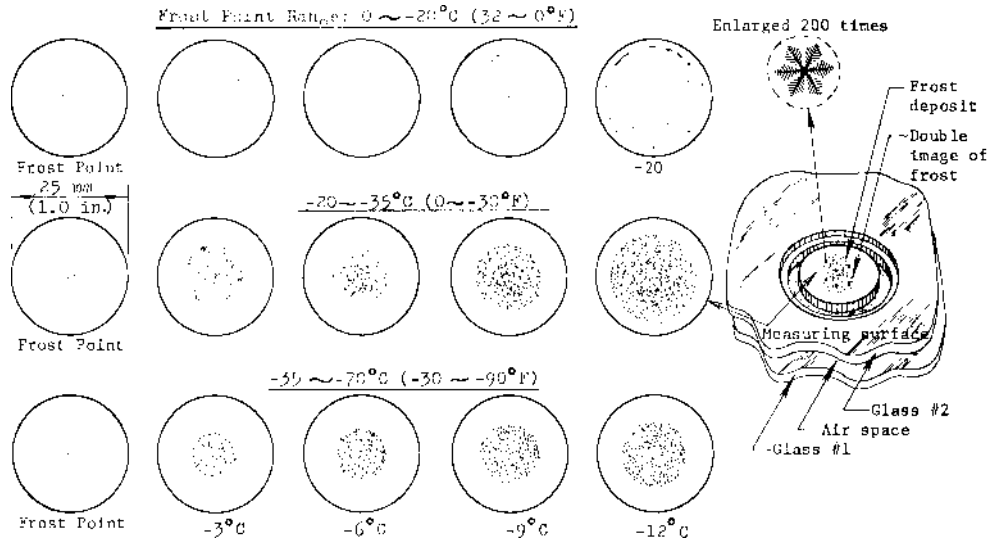 Frost Point Range: 0 ~ -20°C (32 ~ 0°F)
Enlarged 200 times
Frost
deposit
~Double
image of
frost
Frost Point
-20
25 mm
(1.0 in.)
-20 ~ -35°C (0 ~ -30°F)
Frost Point
Measuring surface
-35 ~ -70°C (-30 ~ -90°F)
Glass #2
Air space
-Glass #1
Frost Point
-3°C
-6°C
-9°C
-12°C